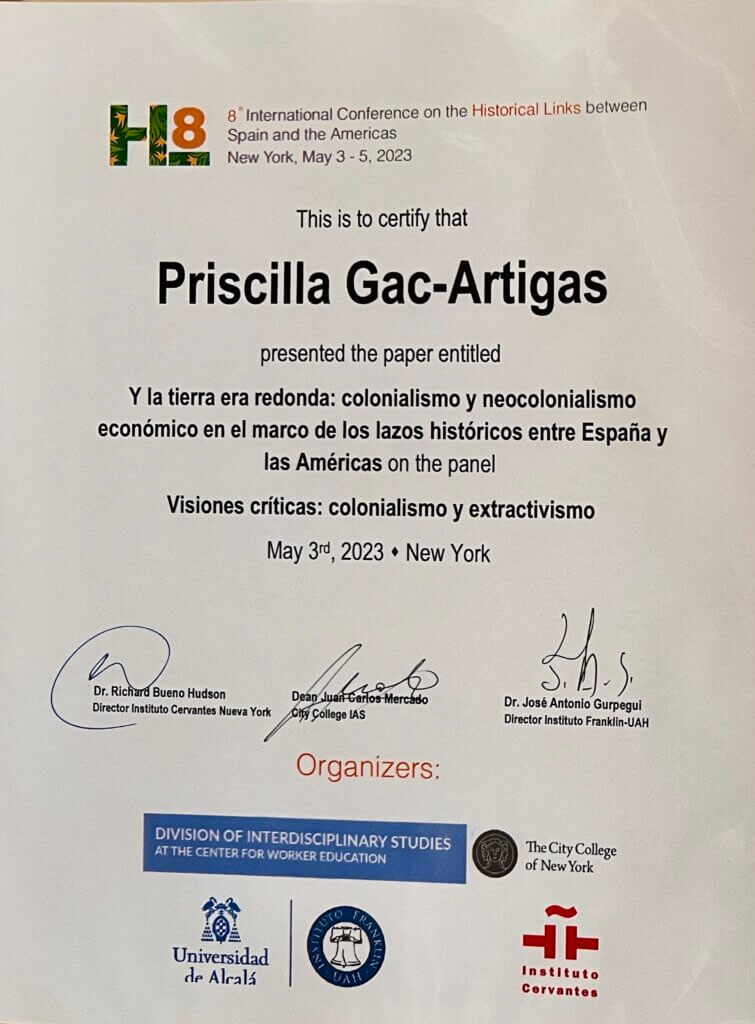 H8
8° International Conference on the Historical Links between
Spain and the Americas
New York, May 3 - 5, 2023
This is to certify that
Priscilla Gac-Artigas
presented the paper entitled
Y la tierra era redonda: colonialismo y neocolonialismo
económico en el marco de los lazos históricos entre España y
las Américas on the panel
Visiones críticas: colonialismo y extractivismo
May 3rd, 2023 • New York
J. A. G.
Dr. Richard Bueno Hudson
Director Instituto Cervantes Nueva York
Dean Juan Carlos Mercado
City College IAS
Dr. José Antonio Gurpegui
Director Instituto Franklin-UAH
Organizers:
DIVISION OF INTERDISCIPLINARY STUDIES
AT THE CENTER FOR WORKER EDUCATION
The City College
of New York
Universidad
de Alcalá
INSTITUTO FRANKLIN
UAH
Instituto
Cervantes